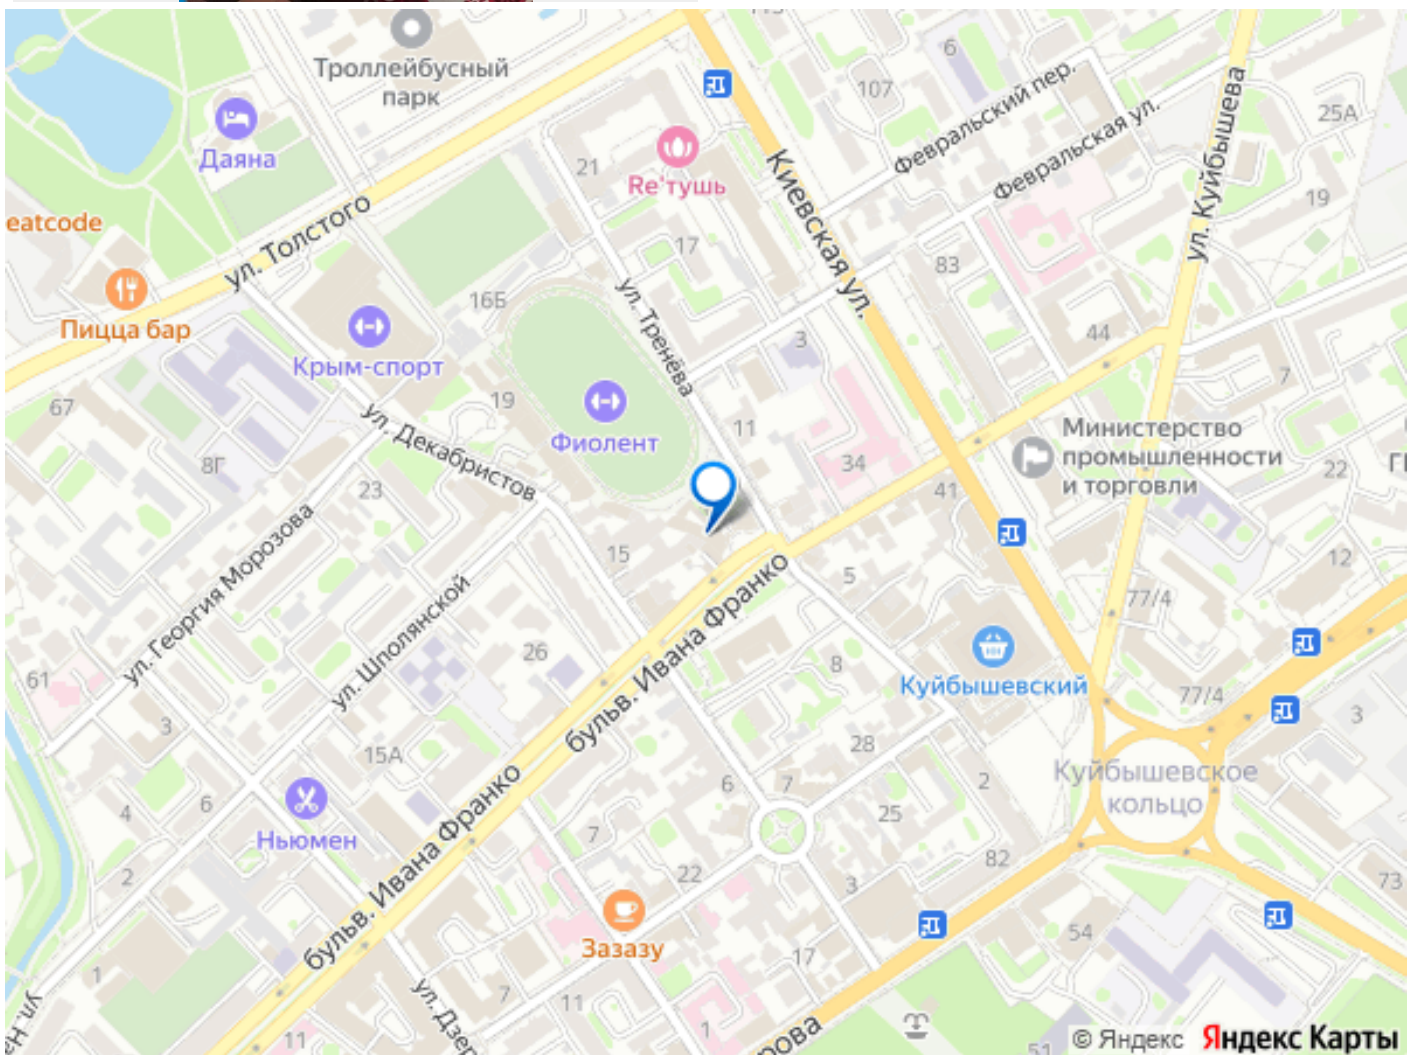 Троллейбусный
парк
6
107
Февральский пер.
Февральская ул.
ул. Куйбышева
25А
Даяна
21
Re'тушь
Киевская ул.
19
eatcode
ул. Толстого
17
83
16Б
ул. Тренёва
Пицца бар
Крым-спорт
3
44
7
67
ул. Декабристов
19
Фиолент
11
Министерство
промышленности
и торговли
8Г
23
34
41
22
ул. Георгия Морозова
15
12
5
77/4
ул. Шполянской
бульв. Ивана Франко
26
8
61
Куйбышевский
77/4
3
3
15А
28
Куйбышевское
кольцо
6
7
2
4
6
Ньюмен
25
7
бульв. Ивана Франко
2
22
82
3
73
Зазазу
54
17
1
7
11
1
11
51
© Яндекс Яндекс Карты